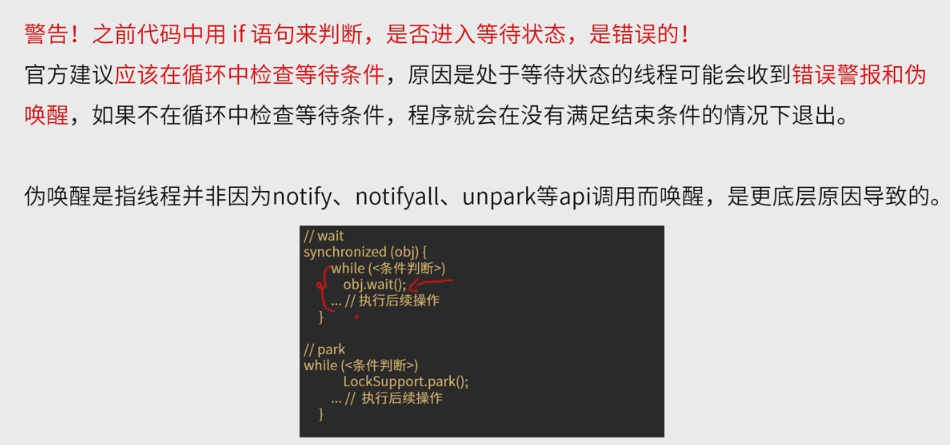 警告！之前代码中用 if 语句来判断，是否进入等待状态，是错误的！
官方建议应该在循环中检查等待条件，原因是处于等待状态的线程可能会收到错误警报和伪
唤醒，如果不在循环中检查等待条件，程序就会在没有满足结束条件的情况下退出。
伪唤醒是指线程并非因为notify、notifyall、unpark等api调用而唤醒，是更底层原因导致的。
// wait
synchronized (obj) {
while (<条件判断>)
obj.wait();
... // 执行后续操作
}
// park
while (<条件判断>)
LockSupport.park();
... // 执行后续操作
}